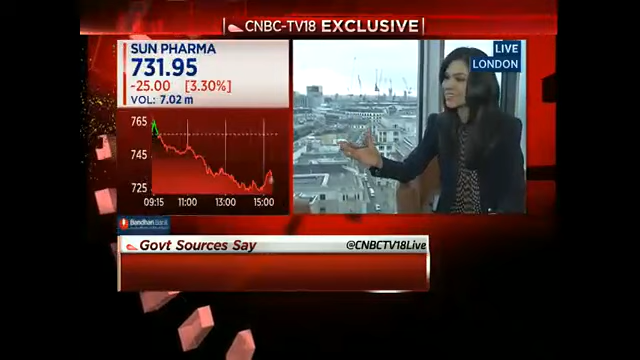 CNBC-TV18 EXCLUSIVE
SUN PHARMA
731.95
-25.00 [3.30%]
VOL: 7.02 m
LIVE
LONDON
765
745
725
09:15 11:00 13:00 15:00
Bandhan Bank
Govt Sources Say
@CNBCTV18Live